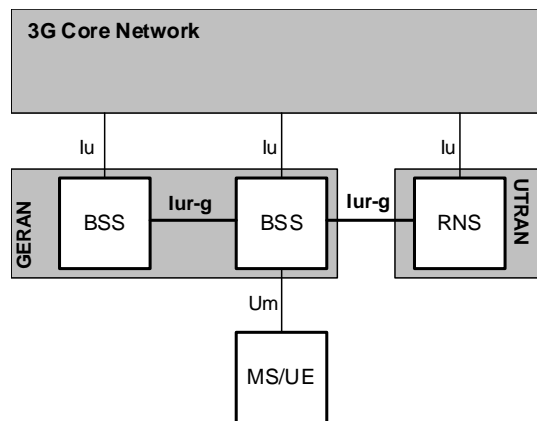 3G Core Network
Iu
Iu
Iu
GERAN
BSS
Iur-g
BSS
Iur-g
RNS
UTRAN
Um
MS/UE